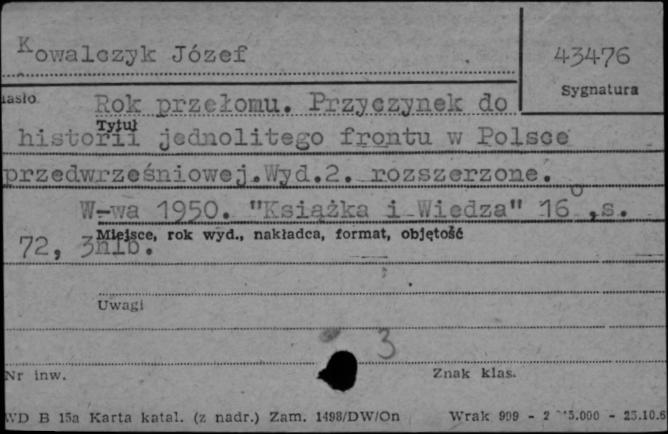 Kowalczyk Józef
43476
Sygnatura
Rok przełomu. Przyczynek do
Tytuł
historii jednolitego frontu w Polsce
przedwrześniowej.Wyd.2. rozszerzone.
W-wa 1950. "Książka i Wiedza" 16°,s.
Miejsce, rok wyd., nakładca, format, objętość
72, 3nlb.
Uwagi
3
Nr inw.
Znak klas.
WD B 15a Karta katal. (z nadr.) Zam. 1498/DW/On
Wrak 909 - 2